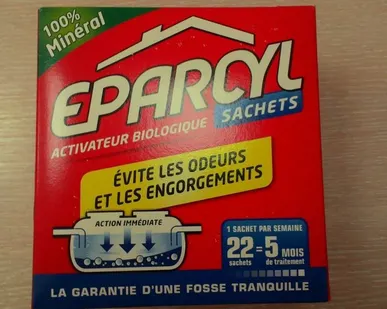 100%
Minéral
EPARCYL
SACHETS
ACTIVATEUR BIOLOGIQUE
ÉVITE LES ODEURS
ET LES ENGORGEMENTS
ACTION IMMÉDIATE
1 SACHET PAR SEMAINE
22 = 5 MOIS
sachets de traitement
LA GARANTIE D'UNE FOSSE TRANQUILLE